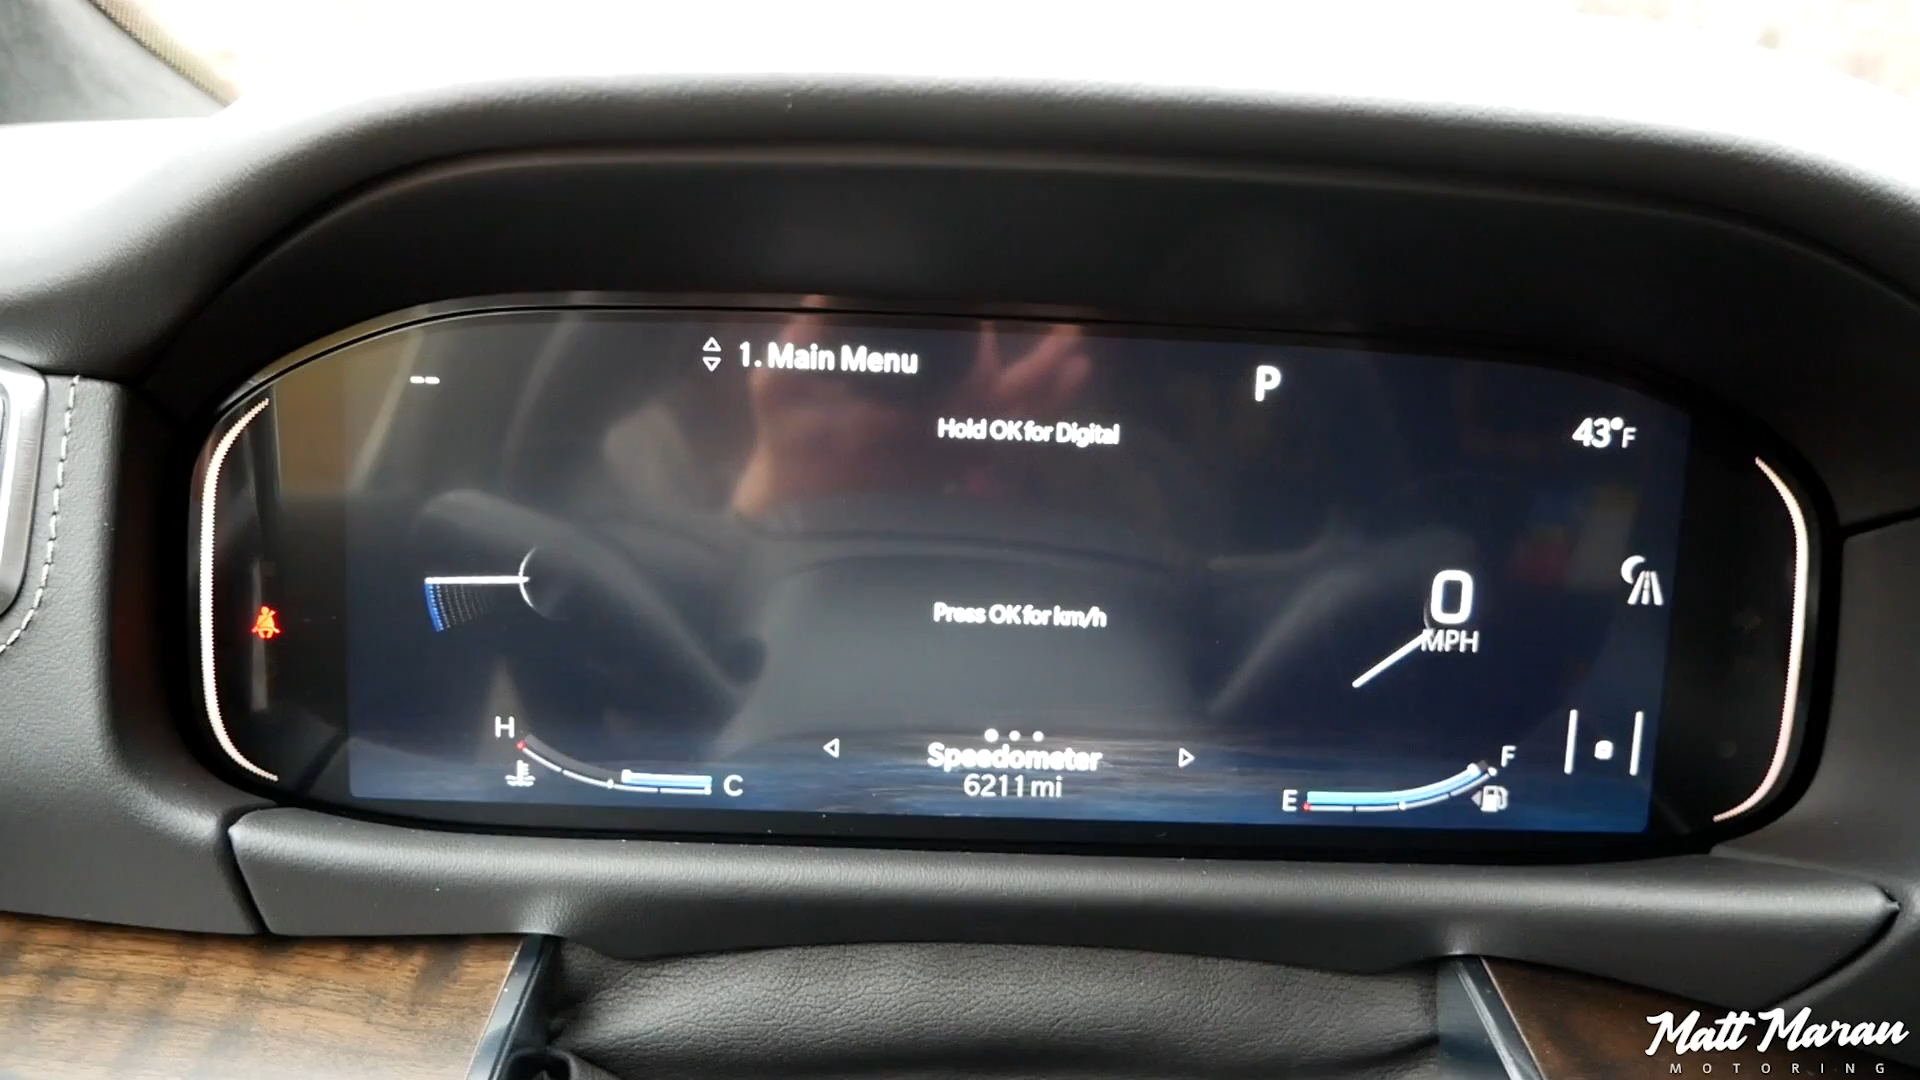 1. Main Menu
P
--
Hold OK for Digital
43°F
Press OK for km/h
0
MPH
H
C
Speedometer
6211 mi
E
F
Matt Maran
MOTORING